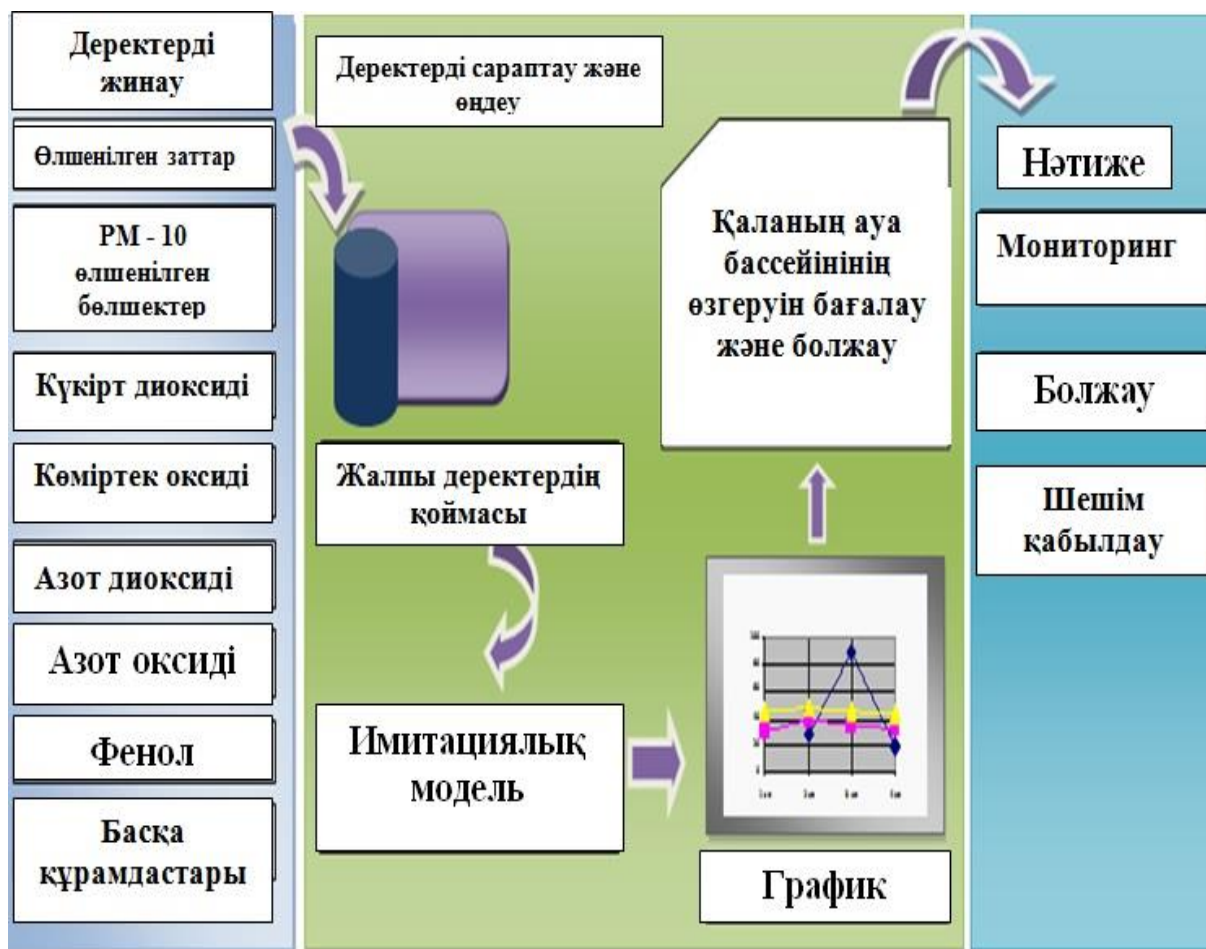 Деректерді
жинау
Өлшенілген заттар
РМ - 10
өлшенілген
бөлшектер
Күкірт диоксиді
Көміртек оксиді
Азот диоксиді
Азот оксиді
Фенол
Басқа
құрамдастары
Деректерді сараптау және
өңдеу
Жалпы деректердің
қоймасы
Имитациялық
модель
График
Қаланың ауа
бассейінінің
өзгеруін бағалау
және болжау
Нәтиже
Мониторинг
Болжау
Шешім
қабылдау